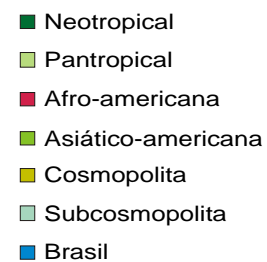 Neotropical
Pantropical
Afro-americana
Asiático-americana
Cosmopolita
Subcosmopolita
Brasil